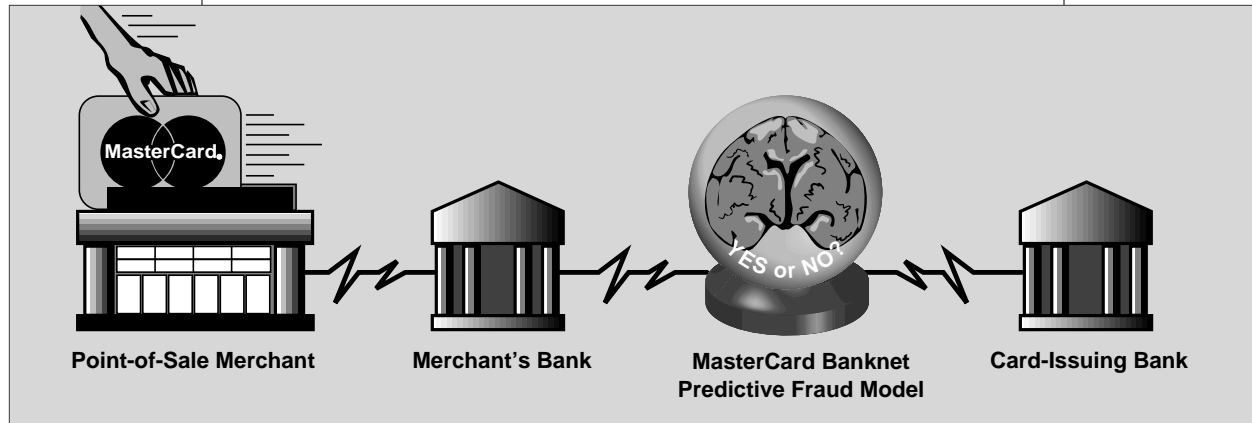 MasterCard.
YES or NO?
Point-of-Sale Merchant
Merchant's Bank
MasterCard Banknet
Predictive Fraud Model
Card-Issuing Bank